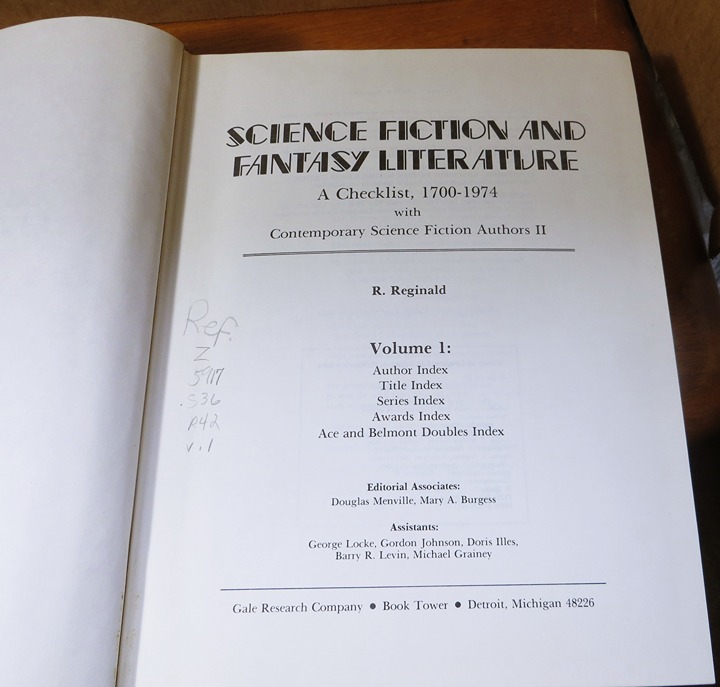 SCIENCE FICTION AND
FANTASY LITERATURE
A Checklist, 1700-1974
with
Contemporary Science Fiction Authors II
R. Reginald
Ref.
Z
5917
.S36
R42
v.1
Volume 1:
Author Index
Title Index
Series Index
Awards Index
Ace and Belmont Doubles Index
Editorial Associates:
Douglas Menville, Mary A. Burgess
Assistants:
George Locke, Gordon Johnson, Doris Illes,
Barry R. Levin, Michael Grainey
Gale Research Company ● Book Tower ● Detroit, Michigan 48226